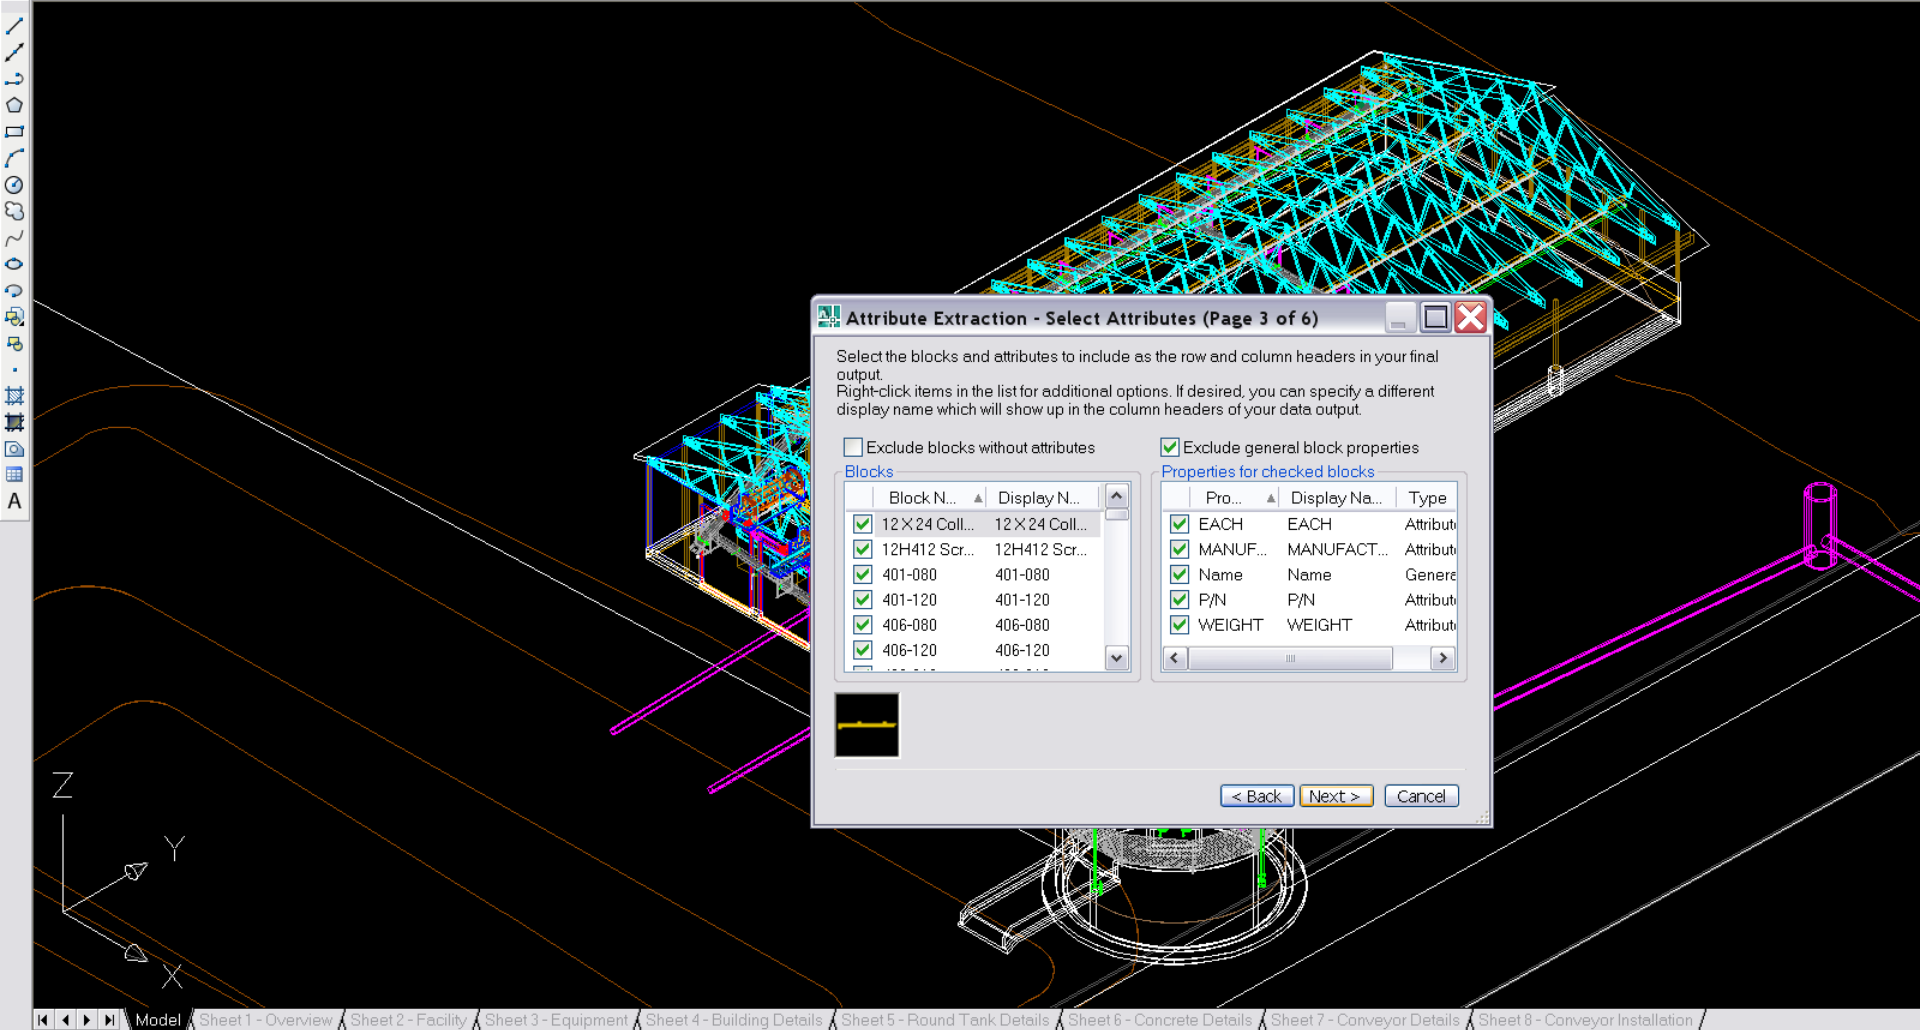 Attribute Extraction - Select Attributes (Page 3 of 6)
Select the blocks and attributes to include as the row and column headers in your final
output.
Right-click items in the list for additional options. If desired, you can specify a different
display name which will show up in the column headers of your data output.
Exclude blocks without attributes
Exclude general block properties
Blocks
Block N... Display N...
12X24 Coll... 12X24 Coll...
12H412 Scr... 12H412 Scr...
401-080 401-080
401-120 401-120
406-080 406-080
406-120 406-120
Properties for checked blocks
Pro... Display Na... Type
EACH EACH Attribut
MANUF... MANUFACT... Attribut
Name Name Genera
P/N P/N Attribut
WEIGHT WEIGHT Attribut
< Back Next > Cancel
A
Z
Y
X
Model Sheet 1 - Overview Sheet 2 - Facility Sheet 3 - Equipment Sheet 4 - Building Details Sheet 5 - Round Tank Details Sheet 6 - Concrete Details Sheet 7 - Conveyor Details Sheet 8 - Conveyor Installation